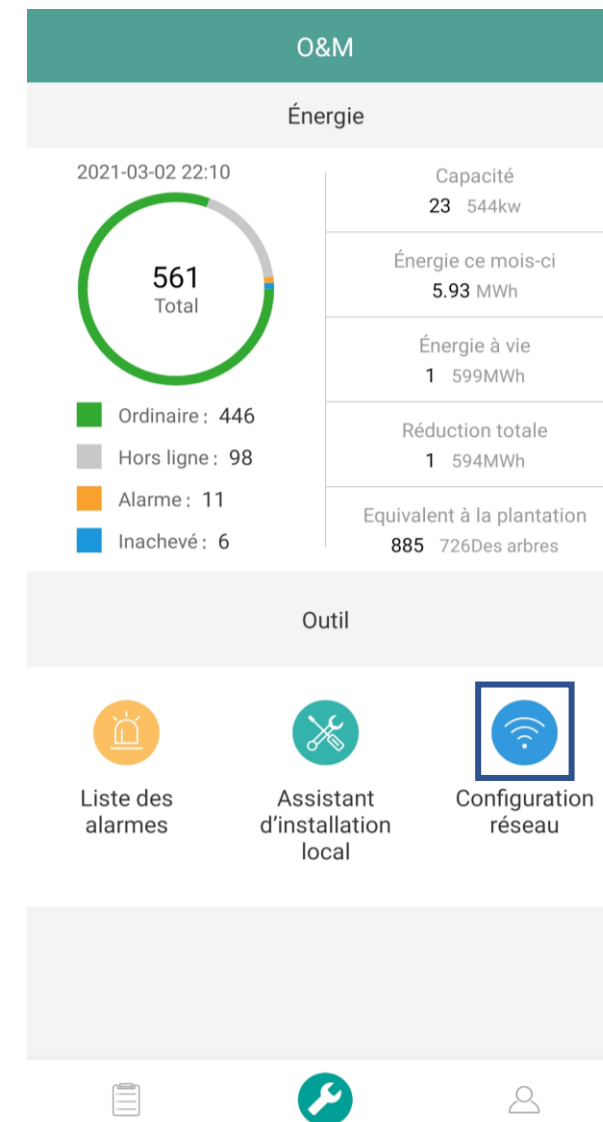 O&M
Énergie
2021-03-02 22:10
561
Total
Ordinaire : 446
Hors ligne : 98
Alarme : 11
Inachevé : 6
Capacité
23 544kw
Énergie ce mois-ci
5.93 MWh
Énergie à vie
1 599MWh
Réduction totale
1 594MWh
Equivalent à la plantation
885 726Des arbres
Outil
Liste des
alarmes
Assistant
d’installation
local
Configuration
réseau